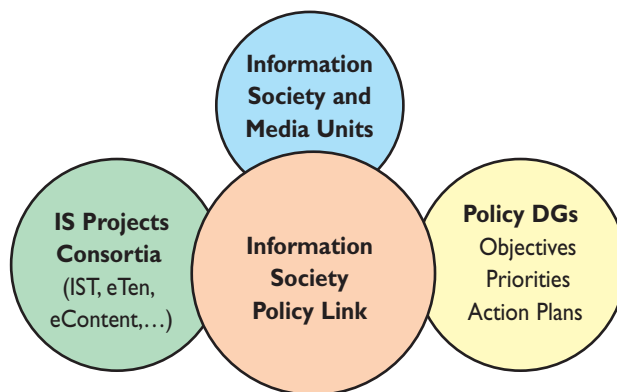 Information
Society and
Media Units
IS Projects
Consortia
(IST, eTen,
eContent,...)
Information
Society
Policy Link
Policy DGs
Objectives
Priorities
Action Plans